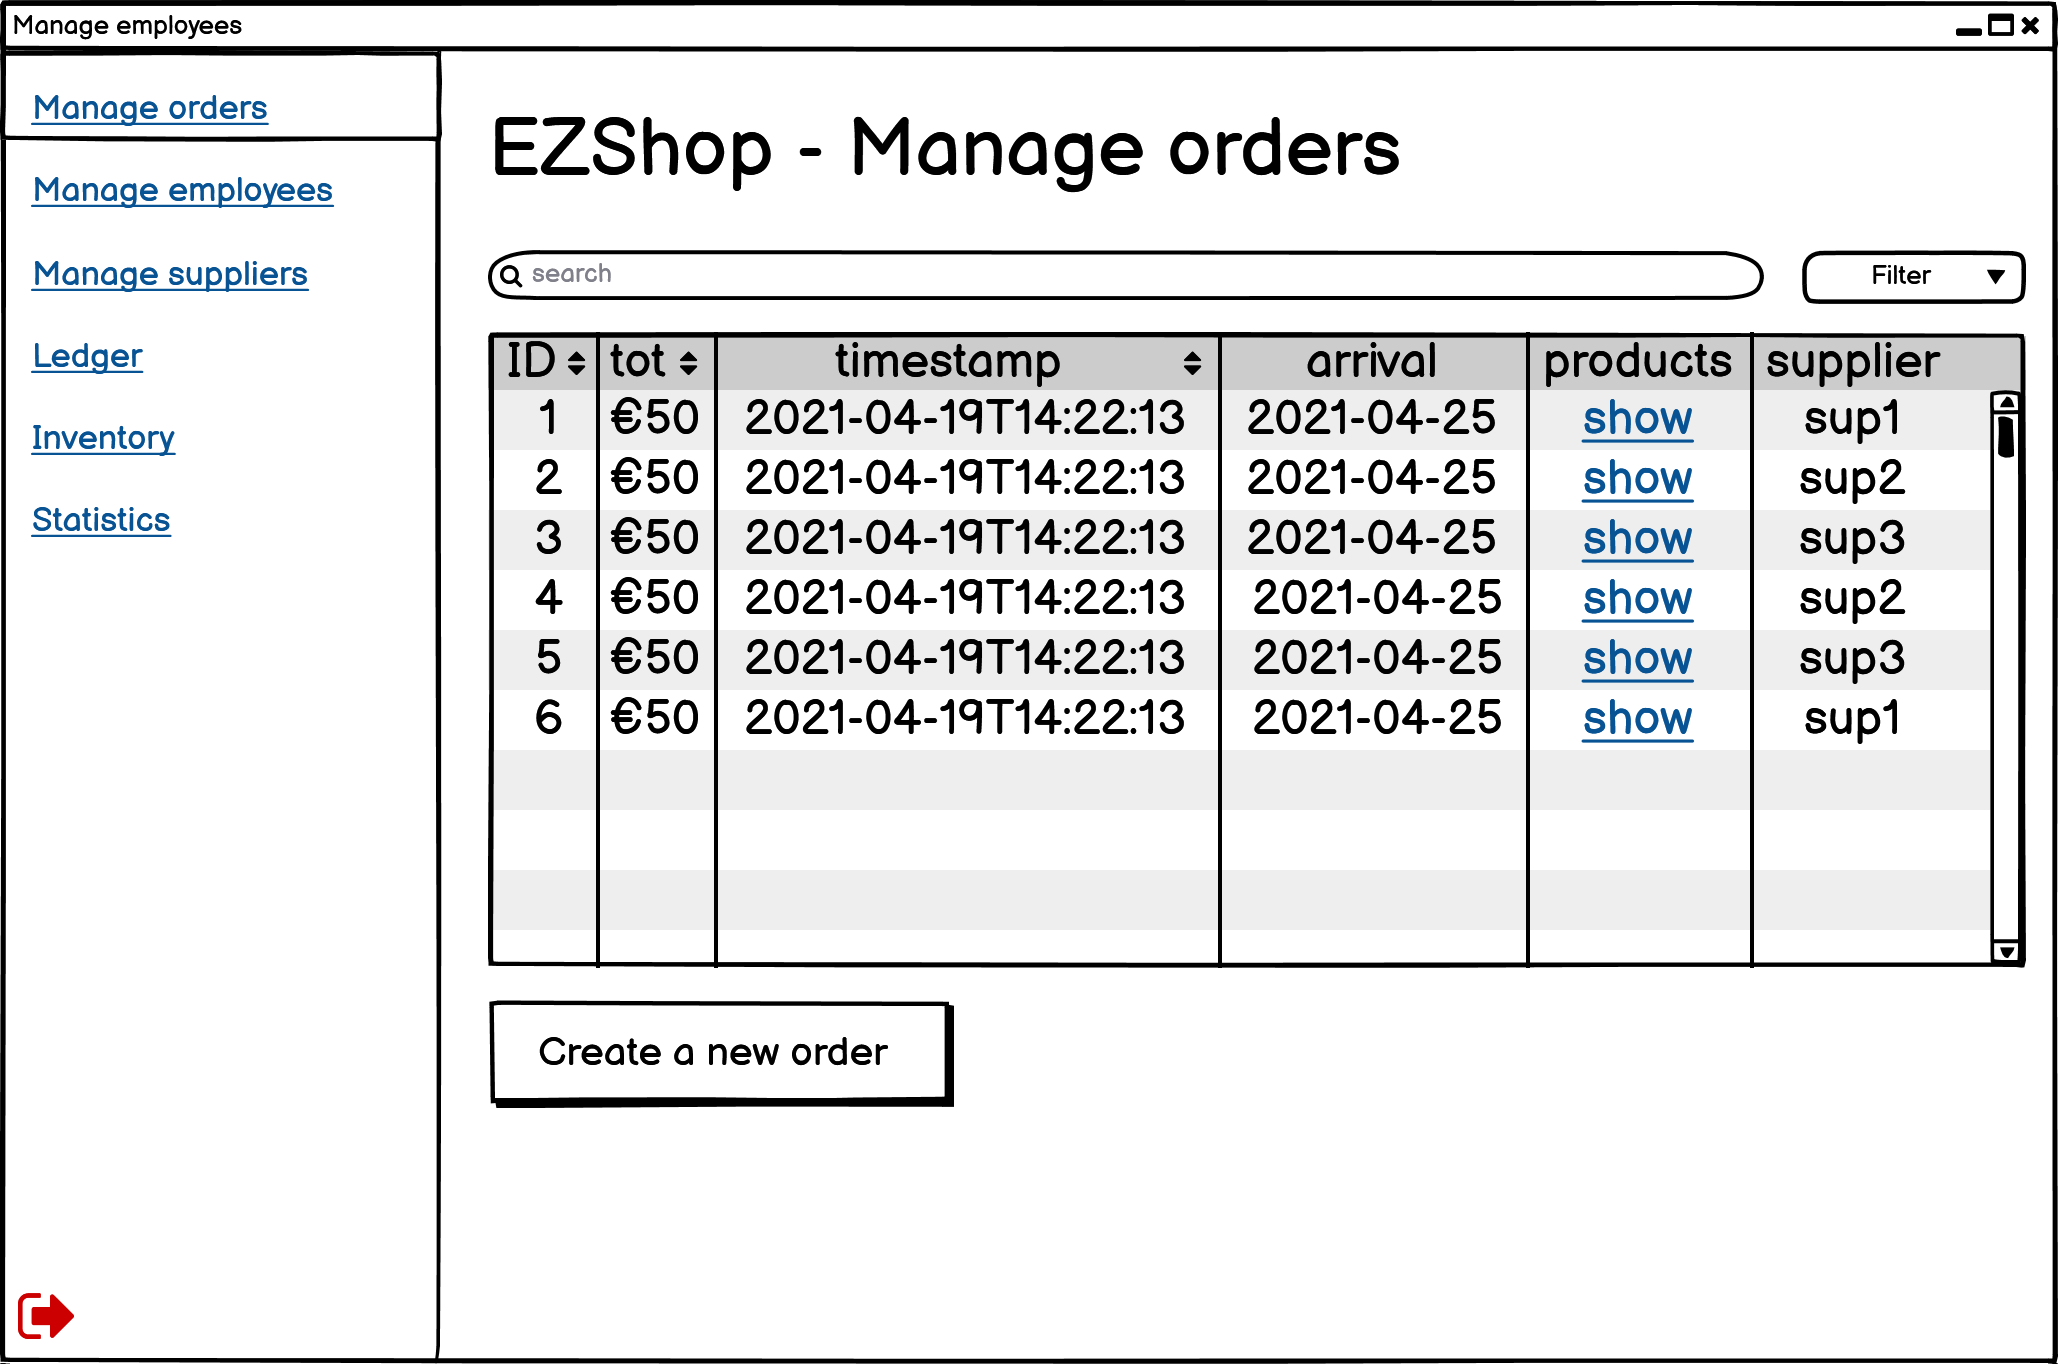 Manage employees
Manage orders
Manage employees
Manage suppliers
Ledger
Inventory
Statistics
EZShop - Manage orders
search
Filter
ID tot timestamp arrival products supplier
1 €50 2021-04-19T14:22:13 2021-04-25 show sup1
2 €50 2021-04-19T14:22:13 2021-04-25 show sup2
3 €50 2021-04-19T14:22:13 2021-04-25 show sup3
4 €50 2021-04-19T14:22:13 2021-04-25 show sup2
5 €50 2021-04-19T14:22:13 2021-04-25 show sup3
6 €50 2021-04-19T14:22:13 2021-04-25 show sup1
Create a new order